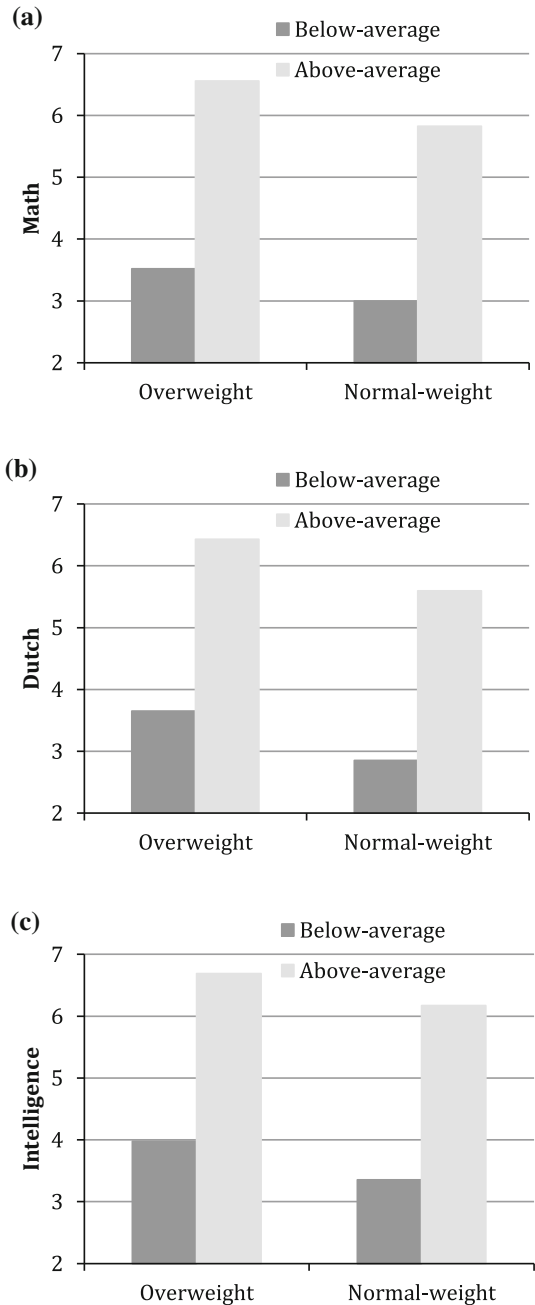 (a)
Below-average
Above-average
7
6
5
4
3
2
Math
Overweight Normal-weight
(b)
Below-average
Above-average
7
6
5
4
3
2
Dutch
Overweight Normal-weight
(c)
Below-average
Above-average
7
6
5
4
3
2
Intelligence
Overweight Normal-weight